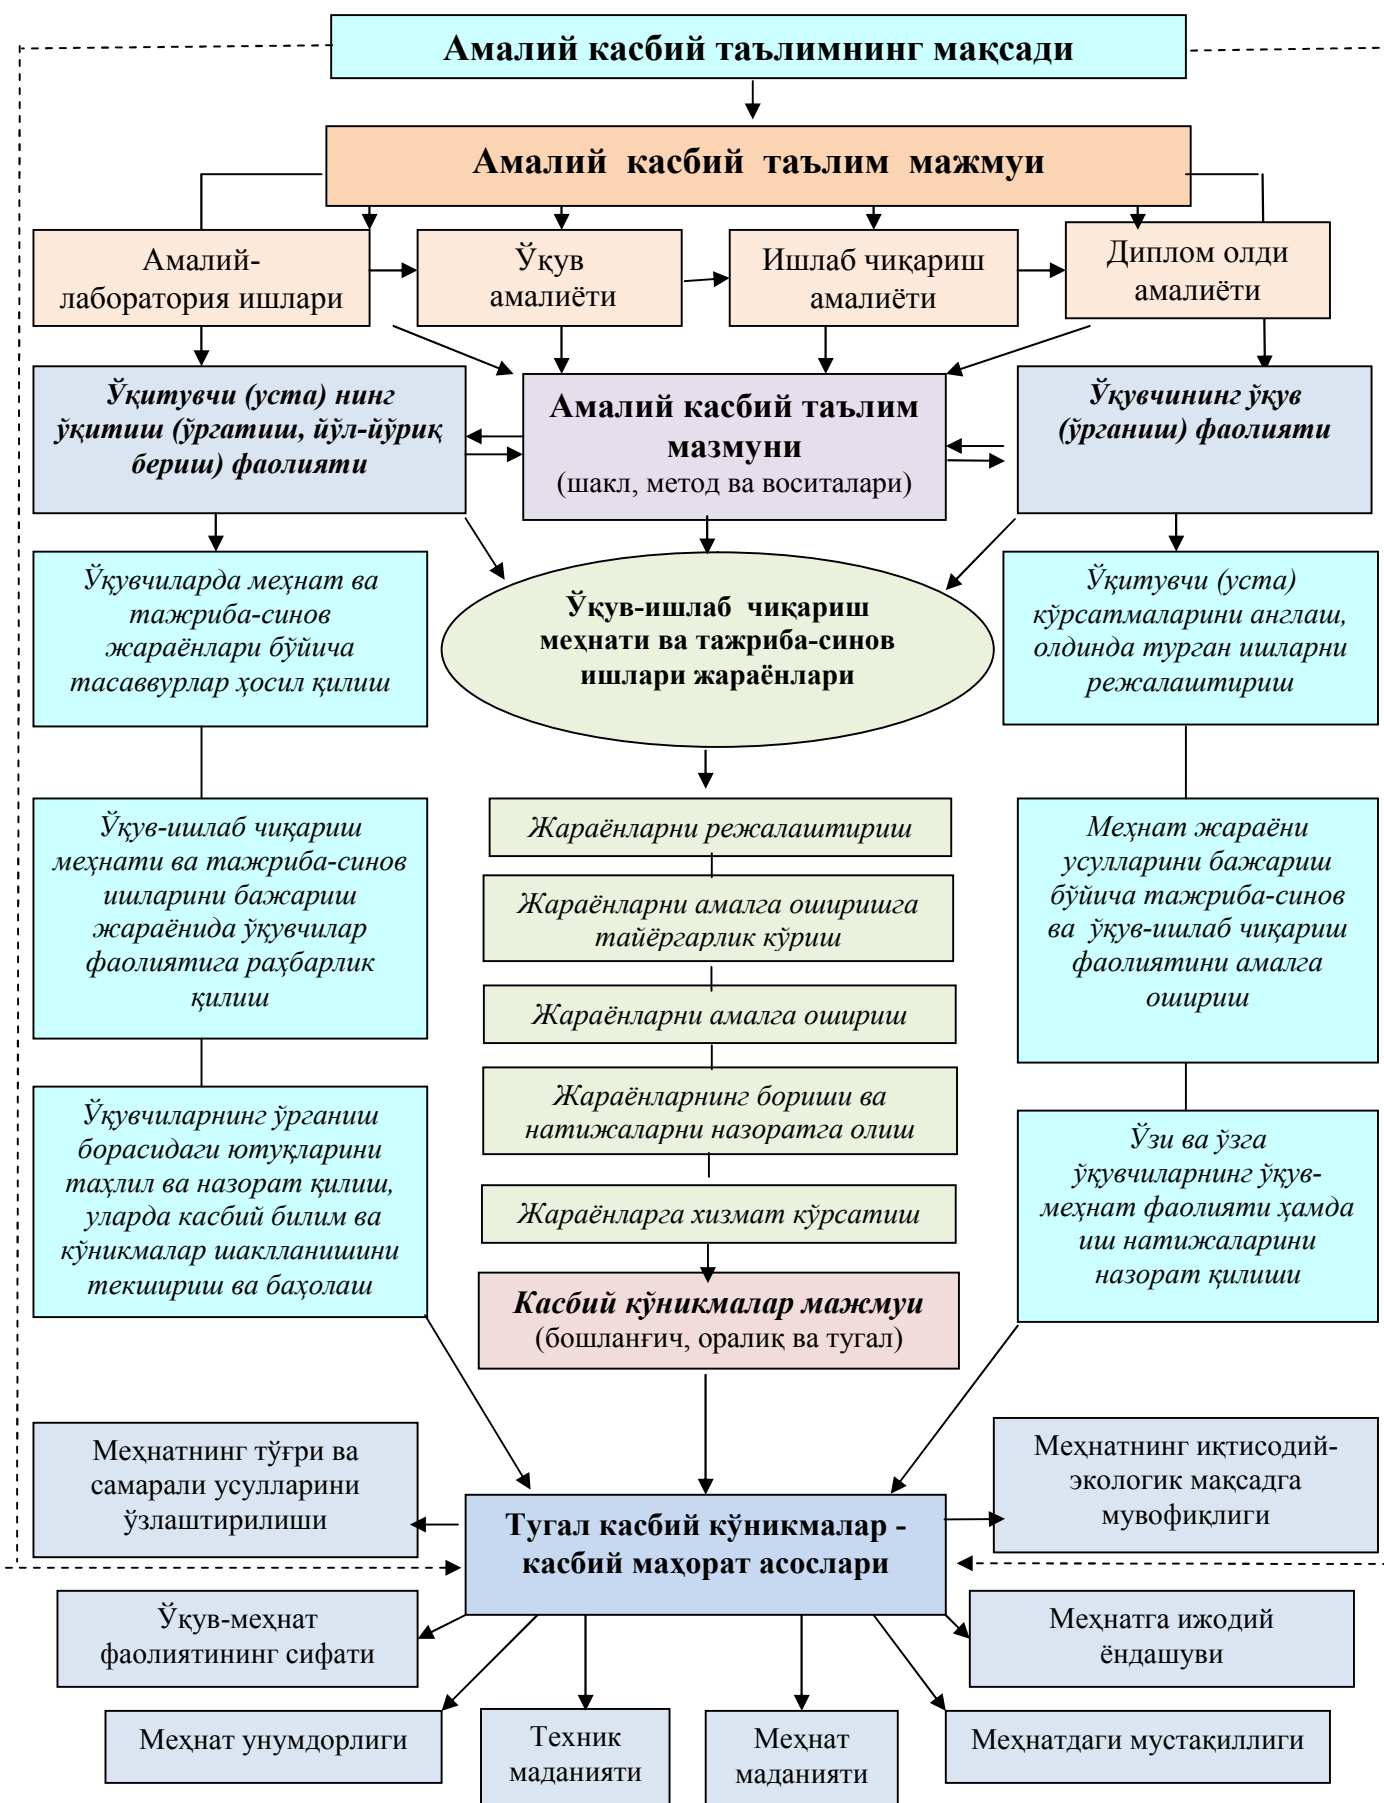 Амалий касбий таълимнинг мақсади
Амалий касбий таълим мажмуи
Амалий-
лаборатория ишлари
Ўқув
амалиёти
Ишлаб чиқариш
амалиёти
Диплом олди
амалиёти
Ўқитувчи (уста) нинг
ўқитиш (ўргатиш, йўл-йўриқ
бериш) фаолияти
Амалий касбий таълим
мазмуни
(шакл, метод ва воситалари)
Ўқувчининг ўқув
(ўрганиш) фаолияти
Ўқувчиларда меҳнат ва
тажриба-синов
жараёнлари бўйича
тасаввурлар ҳосил қилиш
Ўқув-ишлаб чиқариш
меҳнати ва тажриба-синов
ишлари жараёнлари
Ўқитувчи (уста)
кўрсатмаларини англаш,
олдинда турган ишларни
режалаштириш
Ўқув-ишлаб чиқариш
меҳнати ва тажриба-синов
ишларини бажариш
жараёнида ўқувчилар
фаолиятига раҳбарлик
қилиш
Жараёнларни режалаштириш
Жараёнларни амалга оширишга
тайёргарлик кўриш
Жараёнларни амалга ошириш
Жараёнларнинг бориши ва
натижаларни назоратга олиш
Жараёнларга хизмат кўрсатиш
Меҳнат жараёни
усулларини бажариш
бўйича тажриба-синов
ва ўқув-ишлаб чиқариш
фаолиятини амалга
ошириш
Ўқувчиларнинг ўрганиш
борасидаги ютуқларини
таҳлил ва назорат қилиш,
уларда касбий билим ва
кўникмалар шаклланишини
текшириш ва баҳолаш
Касбий кўникмалар мажмуи
(бошланғич, оралиқ ва тугал)
Ўзи ва ўзга
ўқувчиларнинг ўқув-
меҳнат фаолияти ҳамда
иш натижаларини
назорат қилиши
Меҳнатнинг тўғри ва
самарали усулларини
ўзлаштирилиши
Тугал касбий кўникмалар -
касбий маҳорат асослари
Меҳнатнинг иқтисодий-
экологик мақсадга
мувофиқлиги
Ўқув-меҳнат
фаолиятининг сифати
Меҳнатга ижодий
ёндашуви
Меҳнат унумдорлиги
Техник
маданияти
Меҳнат
маданияти
Меҳнатдаги мустақиллиги